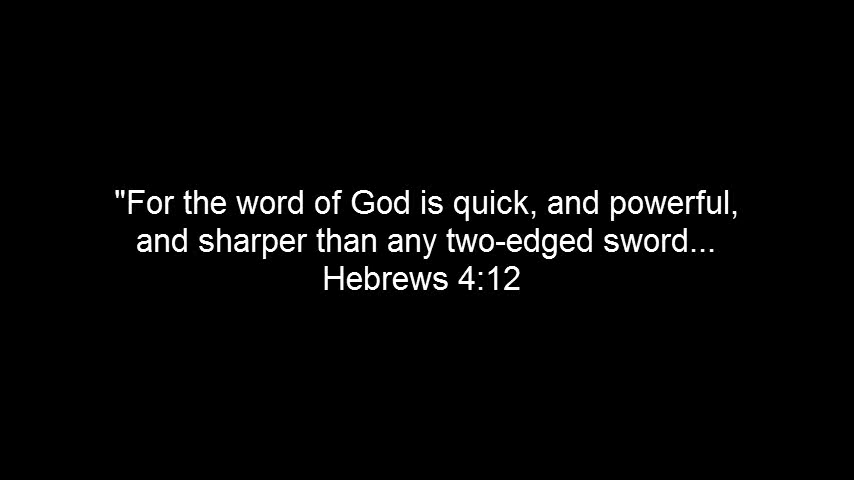 "For the word of God is quick, and powerful,
and sharper than any two-edged sword...
Hebrews 4:12